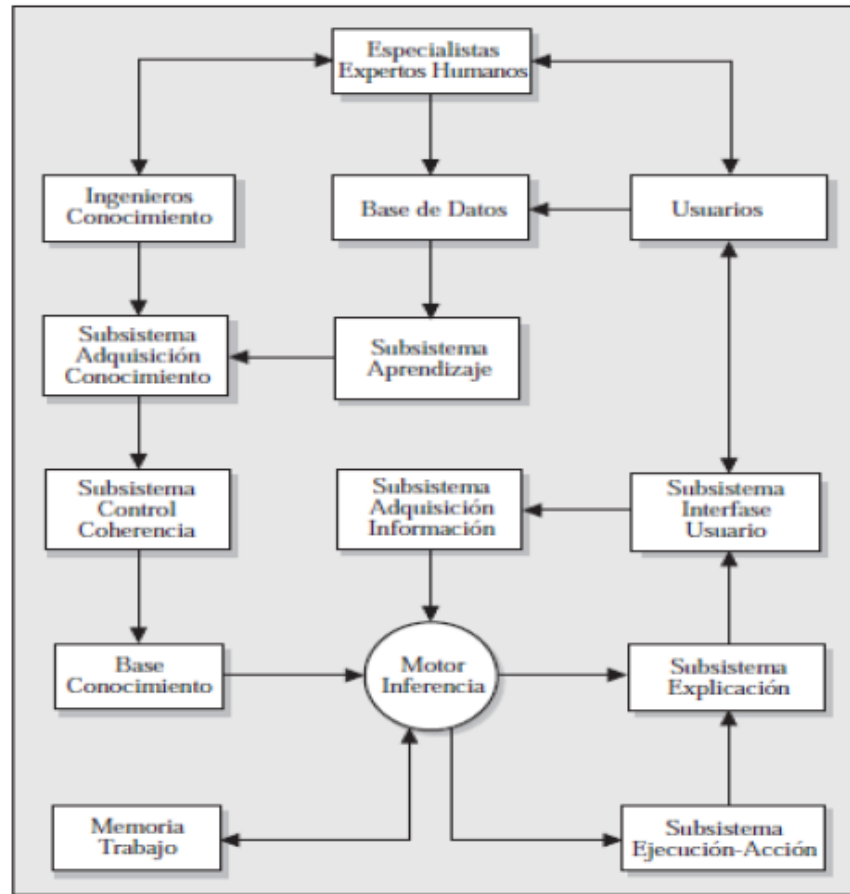 Especialistas
Expertos Humanos
Ingenieros
Conocimiento
Base de Datos
Usuarios
Subsistema
Adquisición
Conocimiento
Subsistema
Aprendizaje
Subsistema
Control
Coherencia
Subsistema
Adquisición
Información
Subsistema
Interfase
Usuario
Base
Conocimiento
Motor
Inferencia
Subsistema
Explicación
Memoria
Trabajo
Subsistema
Ejecución-Acción